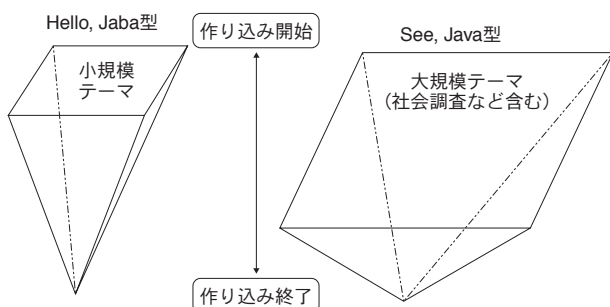 Hello, Jaba型
小規模
テーマ
作り込み開始
作り込み終了
See, Java型
大規模テーマ
（社会調査など含む）